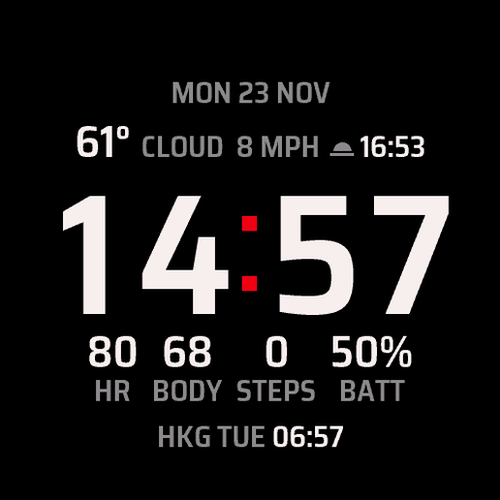 MON 23 NOV
61° CLOUD 8 MPH 16:53
14:57
80 68 0 50%
HR BODY STEPS BATT
HKG TUE 06:57